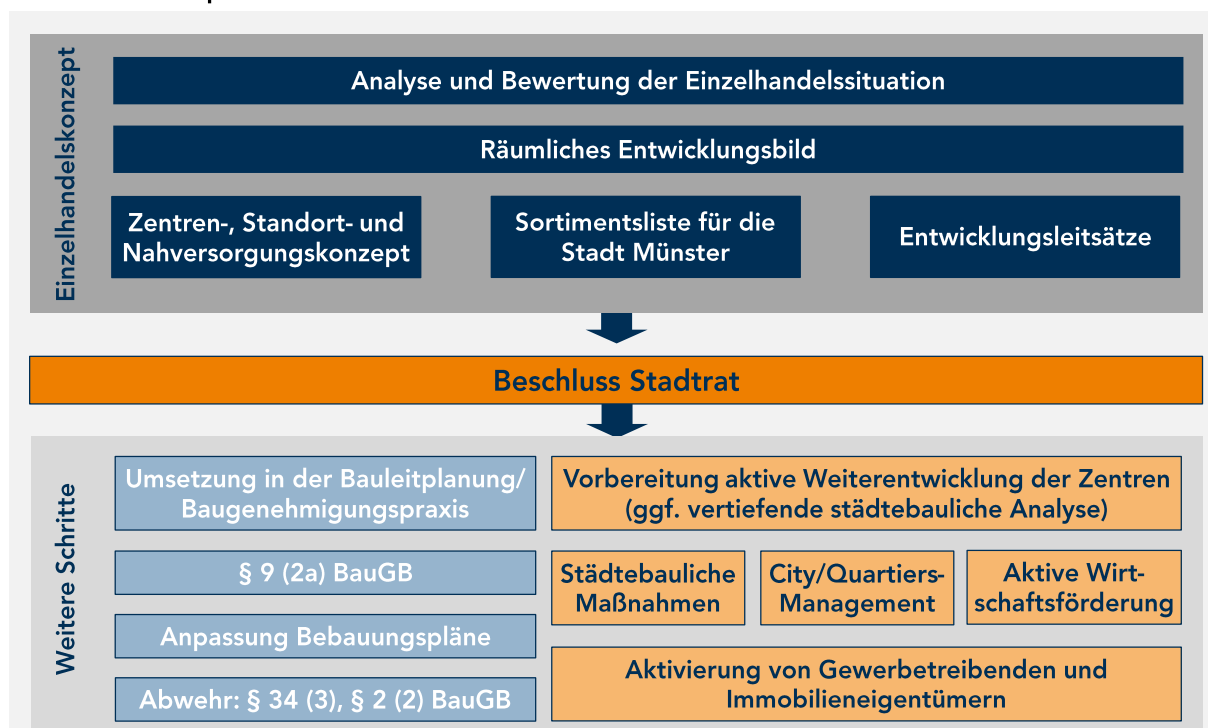 Einzelhandelskonzept
Analyse und Bewertung der Einzelhandelssituation
Räumliches Entwicklungsbild
Zentren-, Standort- und
Nahversorgungskonzept
Sortimentsliste für die
Stadt Münster
Entwicklungsleitsätze
Beschluss Stadtrat
Weitere Schritte
Umsetzung in der Bauleitplanung/
Baugenehmigungspraxis
§ 9 (2a) BauGB
Anpassung Bebauungspläne
Abwehr: § 34 (3), § 2 (2) BauGB
Vorbereitung aktive Weiterentwicklung der Zentren
(ggf. vertiefende städtebauliche Analyse)
Städtebauliche
Maßnahmen
City/Quartiers-
Management
Aktive Wirt-
schaftsförderung
Aktivierung von Gewerbetreibenden und
Immobilieneigentümern